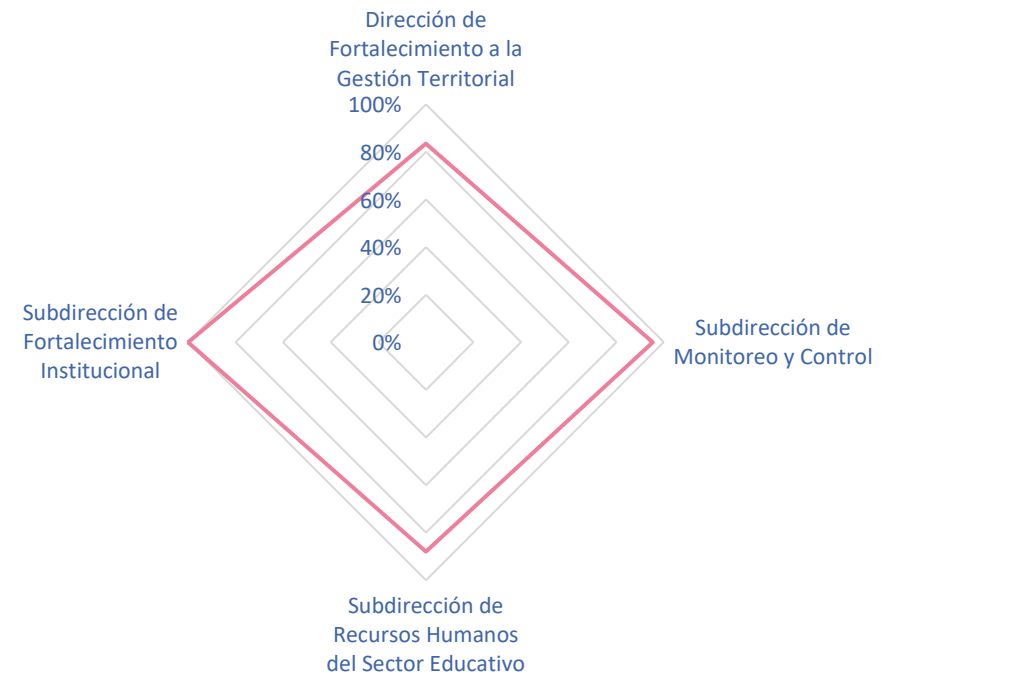 Dirección de
Fortalecimiento a la
Gestión Territorial
100%
80%
60%
40%
20%
0%
Subdirección de
Monitoreo y Control
Subdirección de
Recursos Humanos
del Sector Educativo
Subdirección de
Fortalecimiento
Institucional